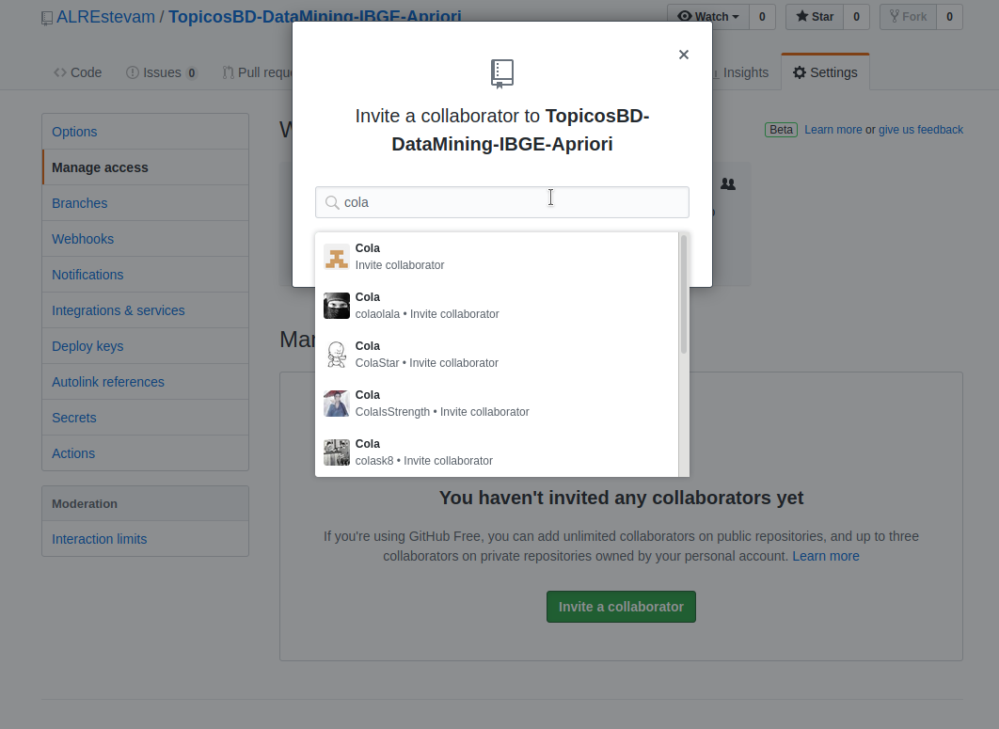 ALREstevam / TopicosBD-DataMining-IBGE-Apriori
Watch 0 Star 0 Fork 0
Code Issues 0 Pull requ Insights Settings
×
Invite a collaborator to TopicosBD-
DataMining-IBGE-Apriori
cola
Cola
Invite collaborator
Cola
colaolala • Invite collaborator
Cola
ColaStar • Invite collaborator
Cola
ColaIsStrength • Invite collaborator
Cola
colask8 • Invite collaborator
Options
Manage access
Branches
Webhooks
Notifications
Integrations & services
Deploy keys
Autolink references
Secrets
Actions
Moderation
Interaction limits
W
Beta Learn more or give us feedback
Man
You haven't invited any collaborators yet
If you're using GitHub Free, you can add unlimited collaborators on public repositories, and up to three
collaborators on private repositories owned by your personal account. Learn more
Invite a collaborator